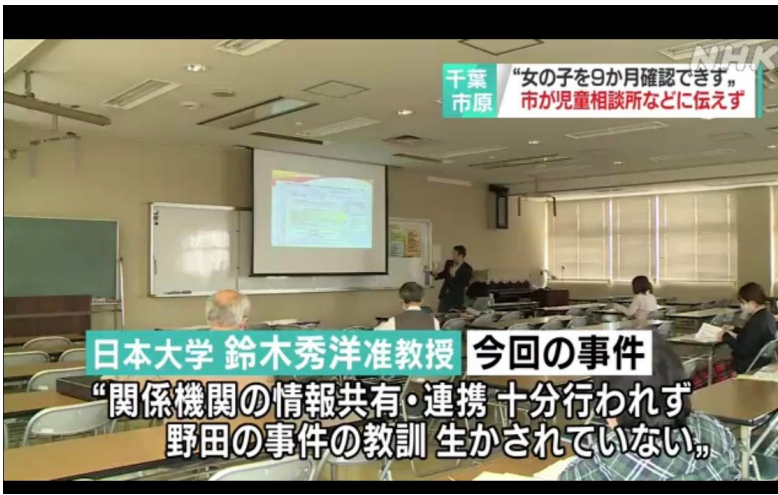 NHK
千葉
市原
“女の子を9か月確認できず„
市が児童相談所などに伝えず
日本大学 鈴木秀洋准教授
今回の事件
“関係機関の情報共有・連携 十分行われず
野田の事件の教訓 生かされていない„